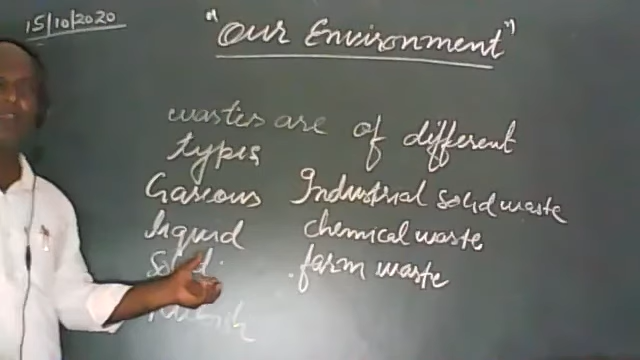 15/10/2020
"Our Environment"
wastes are of different
types
Gaseous Industrial solid waste
liquid chemical waste
Solid farm waste